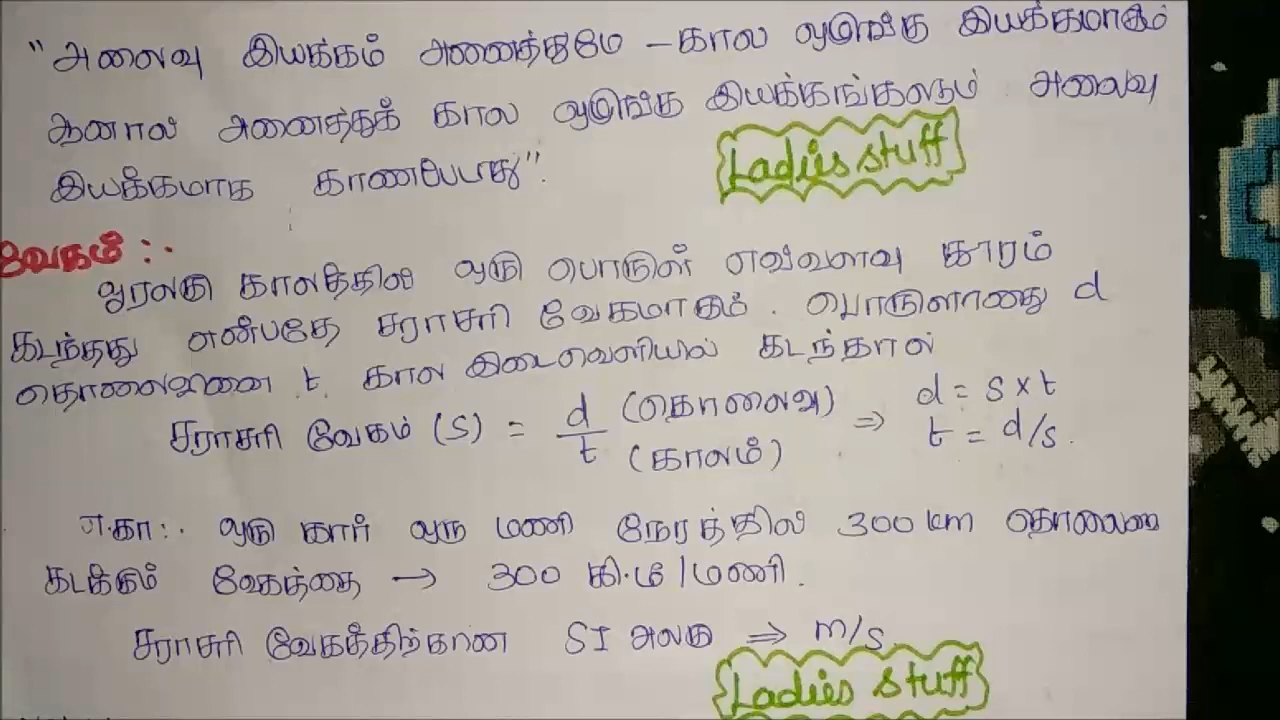 "அலைவு இயக்கம் அனைத்துமே – கால ஒழுங்கு இயக்கமாகும்
ஆனால் அனைத்துக் கால ஒழுங்கு இயக்கங்களும் அலைவு
இயக்கமாக காணப்படாது".
Ladies stuff
வேகம் :-
ஓரலகு காலத்தில் ஒரு பொருள் எவ்வளவு தூரம்
கடந்தது என்பதே சராசரி வேகமாகும். பொருளானது d
தொலைவினை t கால இடைவெளியில் கடந்தால்
சராசரி வேகம் (S) = d (தொலைவு) / t (காலம்) ⇒ d = s x t
t = d/s.
எ.கா:. ஒரு கார் ஒரு மணி நேரத்தில் 300 km தொலைவை
கடக்கும் வேகத்தை → 300 கி.மீ/மணி.
சராசரி வேகத்திற்கான SI அலகு ⇒ m/s
Ladies stuff